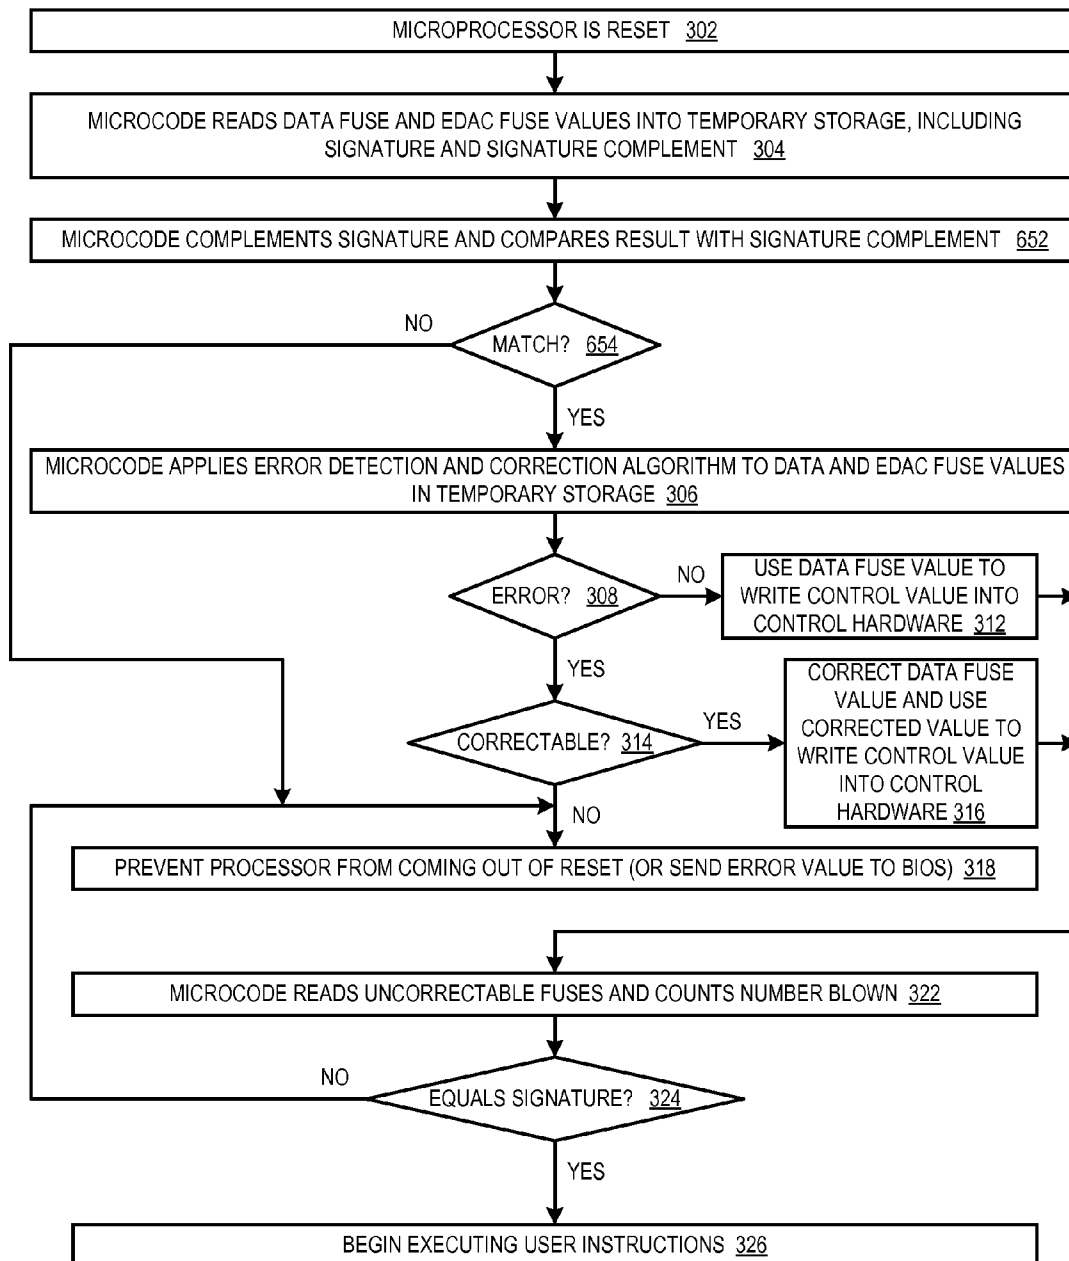 MICROPROCESSOR IS RESET 302
MICROCODE READS DATA FUSE AND EDAC FUSE VALUES INTO TEMPORARY STORAGE, INCLUDING
SIGNATURE AND SIGNATURE COMPLEMENT 304
MICROCODE COMPLEMENTS SIGNATURE AND COMPARES RESULT WITH SIGNATURE COMPLEMENT 652
NO
MATCH? 654
YES
MICROCODE APPLIES ERROR DETECTION AND CORRECTION ALGORITHM TO DATA AND EDAC FUSE VALUES
IN TEMPORARY STORAGE 306
ERROR? 308
NO
USE DATA FUSE VALUE TO
WRITE CONTROL VALUE INTO
CONTROL HARDWARE 312
YES
CORRECTABLE? 314
YES
CORRECT DATA FUSE
VALUE AND USE
CORRECTED VALUE TO
WRITE CONTROL VALUE
INTO CONTROL
HARDWARE 316
NO
PREVENT PROCESSOR FROM COMING OUT OF RESET (OR SEND ERROR VALUE TO BIOS) 318
MICROCODE READS UNCORRECTABLE FUSES AND COUNTS NUMBER BLOWN 322
NO
EQUALS SIGNATURE? 324
YES
BEGIN EXECUTING USER INSTRUCTIONS 326